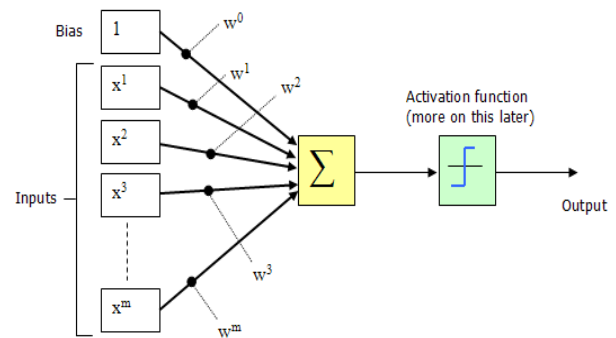 Bias
1
w⁰
x¹
w¹
x²
w²
Inputs
x³
w³
xᵐ
wᵐ
∑
Activation function
(more on this later)
Output